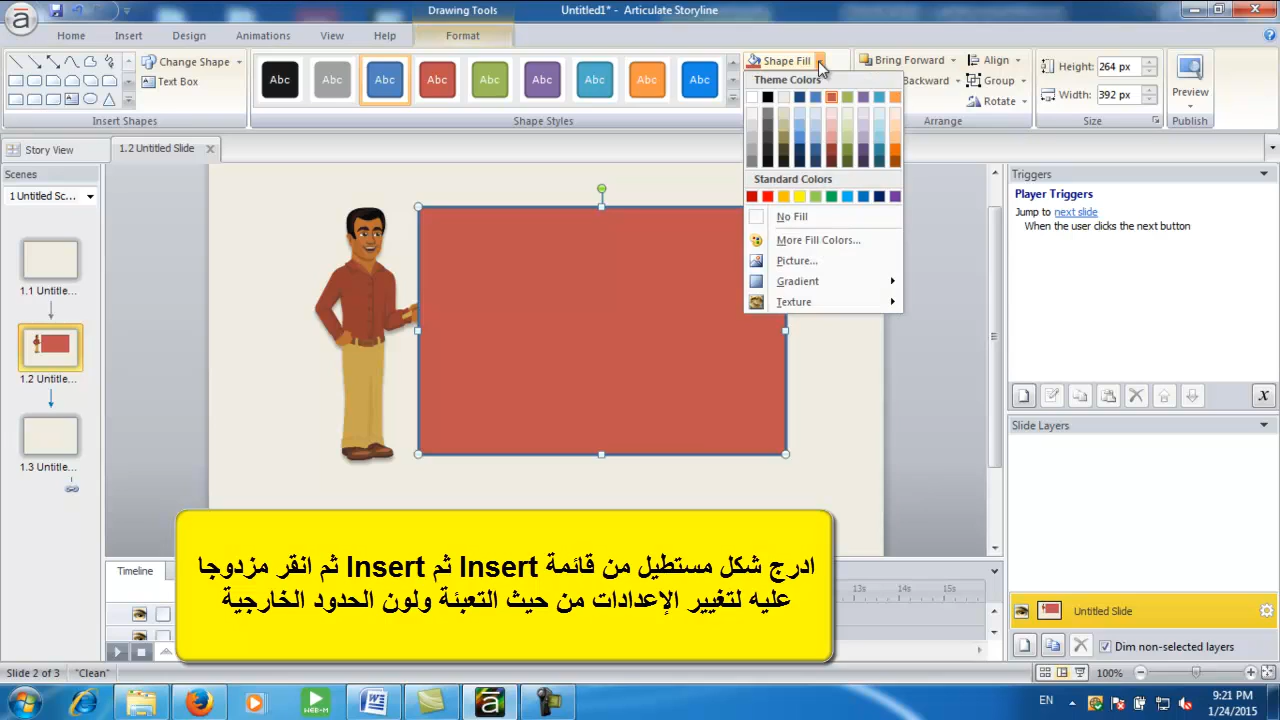 Drawing Tools
Untitled1* - Articulate Storyline
Home
Insert
Design
Animations
View
Help
Format
Change Shape
Text Box
Insert Shapes
Abc Abc Abc Abc Abc Abc Abc Abc Abc
Shape Styles
Shape Fill
Bring Forward
Align
Backward
Group
Rotate
Arrange
Height: 264 px
Width: 392 px
Size
Preview
Publish
Theme Colors
Standard Colors
No Fill
More Fill Colors...
Picture...
Gradient
Texture
Story View
1.2 Untitled Slide
Scenes
1 Untitled Sc...
1.1 Untitle...
1.2 Untitle...
1.3 Untitle...
Triggers
Player Triggers
Jump to next slide
When the user clicks the next button
Slide Layers
ادرج شكل مستطيل من قائمة Insert ثم Insert ثم انقر مزدوجا
عليه لتغيير الإعدادات من حيث التعبئة ولون الحدود الخارجية
Timeline
13s
14s
15s
Untitled Slide
Dim non-selected layers
Slide 2 of 3
"Clean"
100%
WEB-M
EN
9:21 PM
1/24/2015